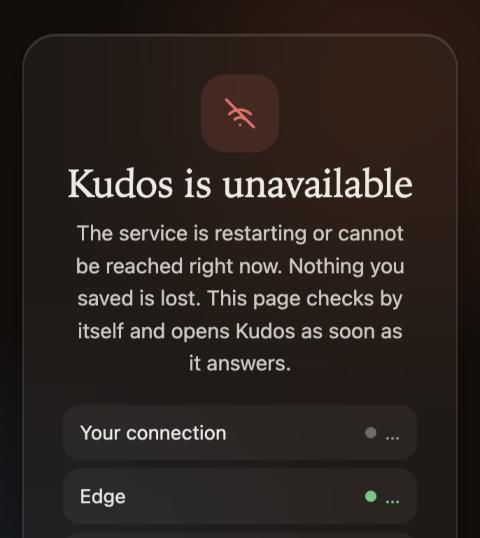 Kudos is unavailable
The service is restarting or cannot
be reached right now. Nothing you
saved is lost. This page checks by
itself and opens Kudos as soon as
it answers.
Your connection ...
Edge ...